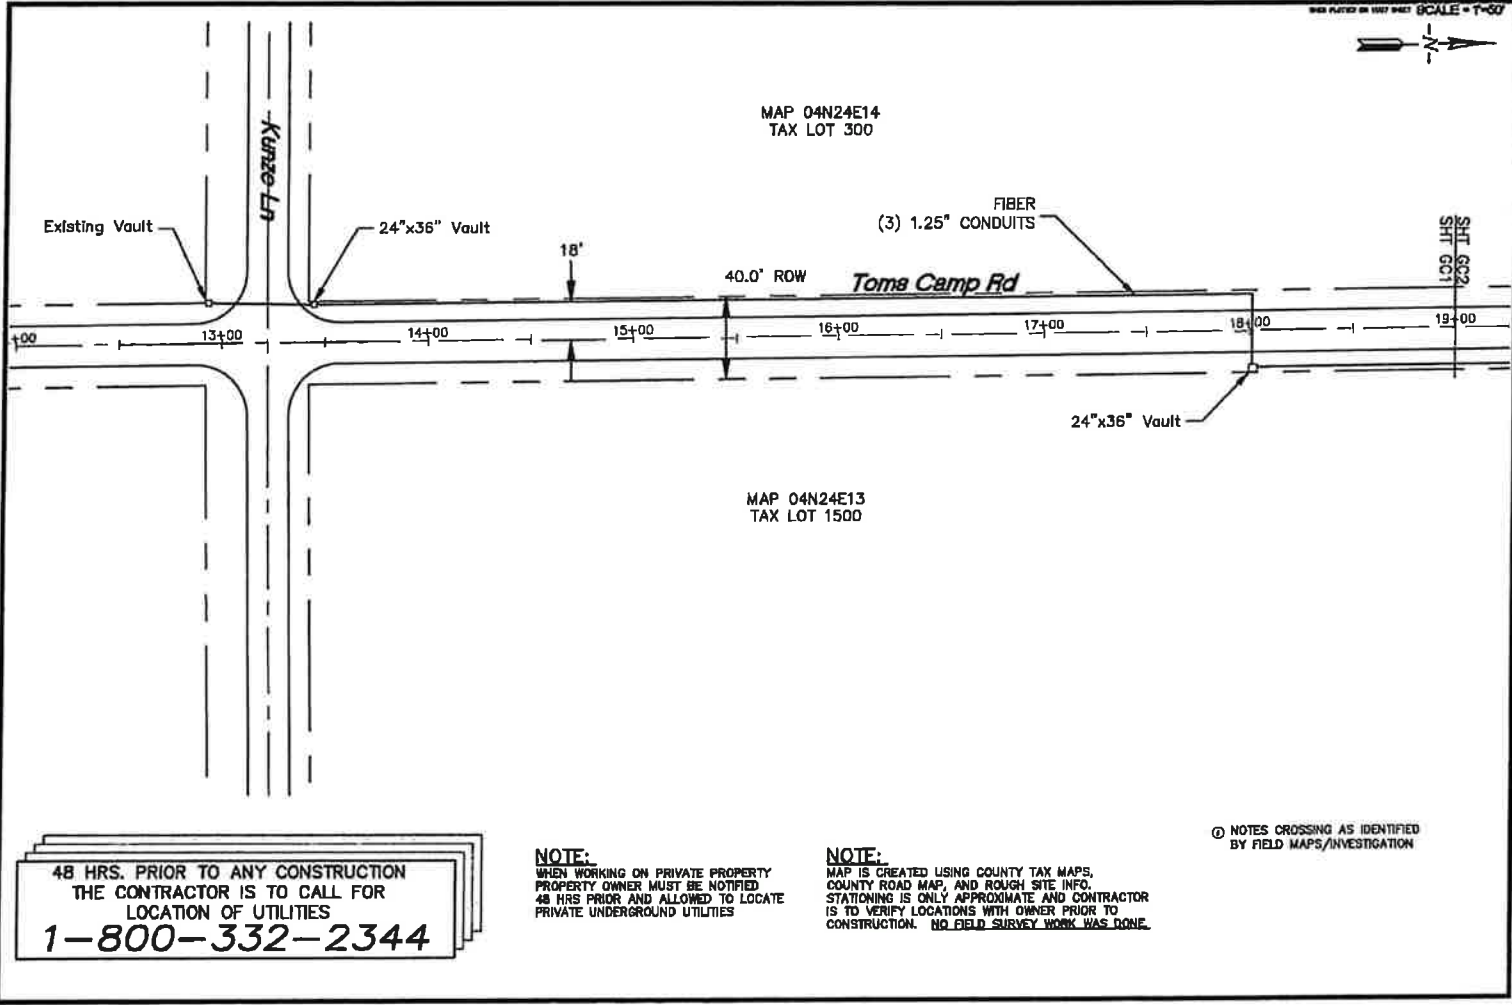 SCALE = 1"=50'
N
MAP 04N24E14
TAX LOT 300
Kunze Ln
Existing Vault
24"x36" Vault
FIBER
(3) 1.25" CONDUITS
18'
40.0' ROW
Toms Camp Rd
SHT GC2
SHT GC1
+00
13+00
14+00
15+00
16+00
17+00
18+00
19+00
24"x36" Vault
MAP 04N24E13
TAX LOT 1500
48 HRS. PRIOR TO ANY CONSTRUCTION
THE CONTRACTOR IS TO CALL FOR
LOCATION OF UTILITIES
1-800-332-2344
NOTE:
WHEN WORKING ON PRIVATE PROPERTY
PROPERTY OWNER MUST BE NOTIFIED
48 HRS PRIOR AND ALLOWED TO LOCATE
PRIVATE UNDERGROUND UTILITIES
NOTE:
MAP IS CREATED USING COUNTY TAX MAPS,
COUNTY ROAD MAP, AND ROUGH SITE INFO.
STATIONING IS ONLY APPROXIMATE AND CONTRACTOR
IS TO VERIFY LOCATIONS WITH OWNER PRIOR TO
CONSTRUCTION. NO FIELD SURVEY WORK WAS DONE.
NOTES CROSSING AS IDENTIFIED
BY FIELD MAPS/INVESTIGATION